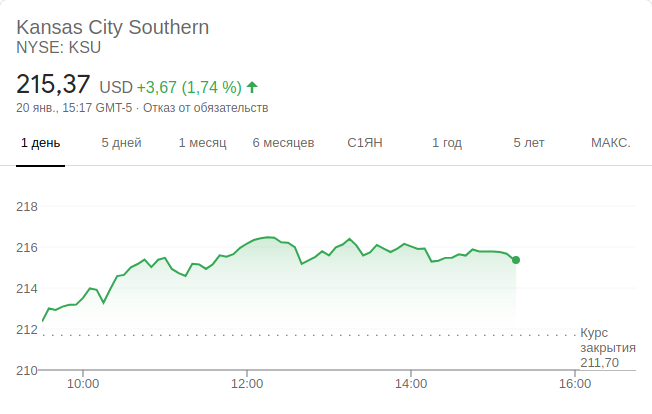 Kansas City Southern
NYSE: KSU
215,37 USD +3,67 (1,74 %)
20 янв., 15:17 GMT-5 · Отказ от обязательств
1 день 5 дней 1 месяц 6 месяцев С1ЯН 1 год 5 лет МАКС.
218
216
214
212
210
Курс
закрытия
211,70
10:00 12:00 14:00 16:00